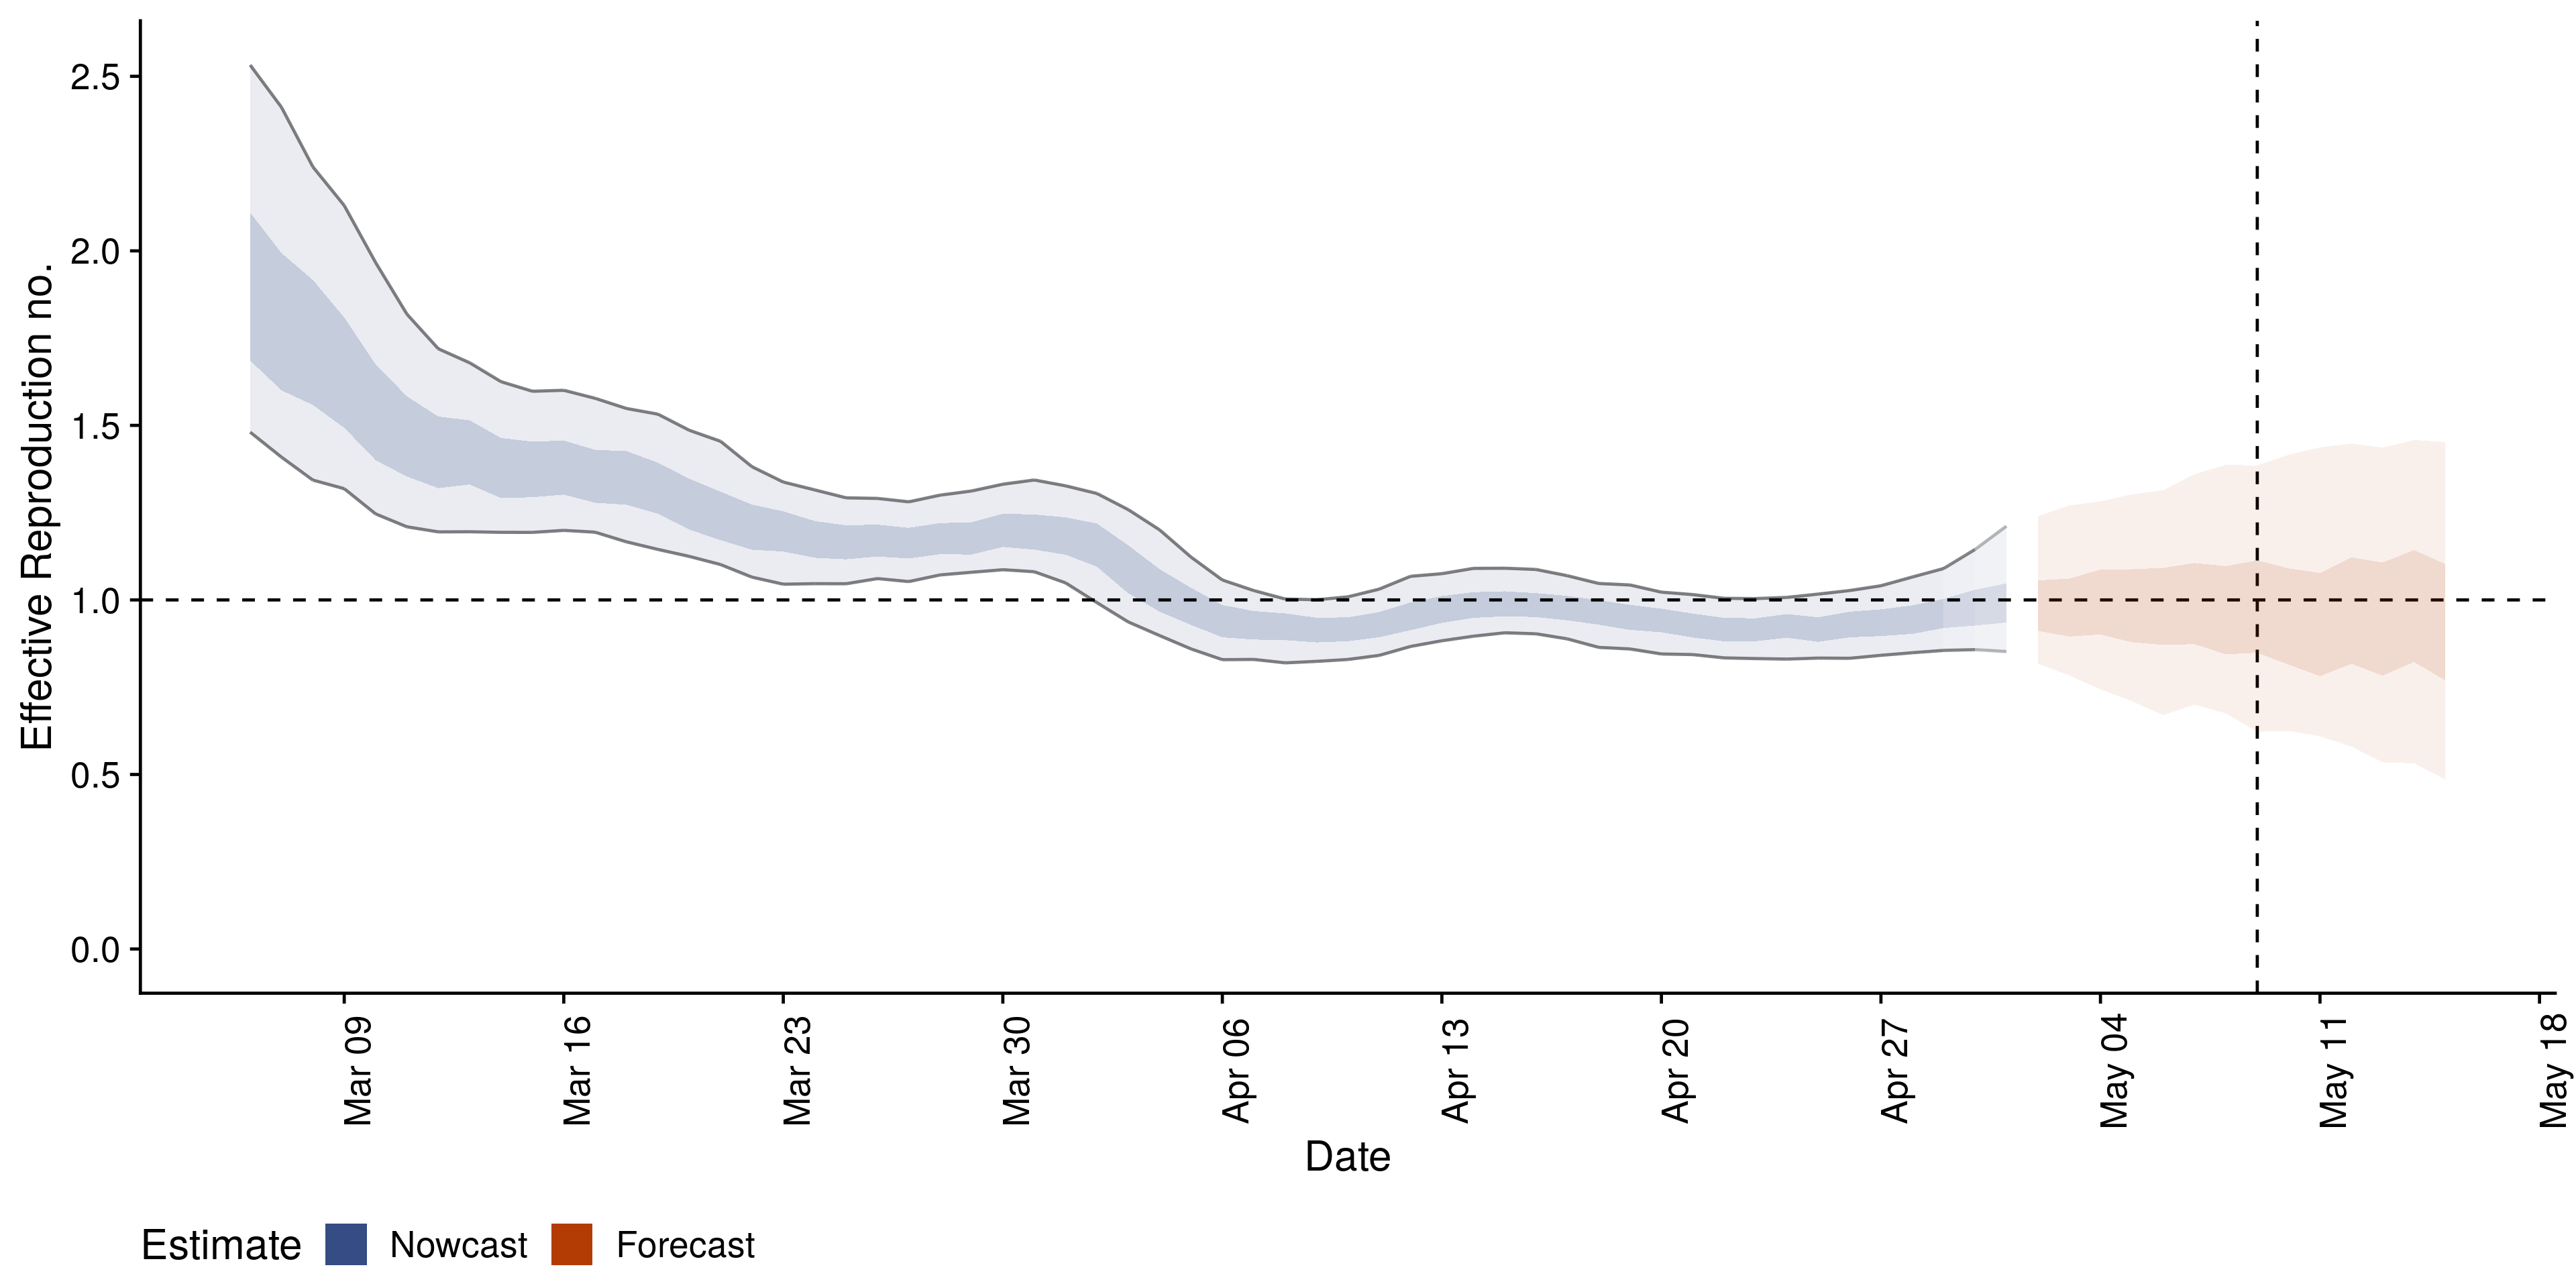 Effective Reproduction no.
2.5
2.0
1.5
1.0
0.5
0.0
Mar 09
Mar 16
Mar 23
Mar 30
Apr 06
Apr 13
Apr 20
Apr 27
May 04
May 11
May 18
Date
Estimate Nowcast Forecast